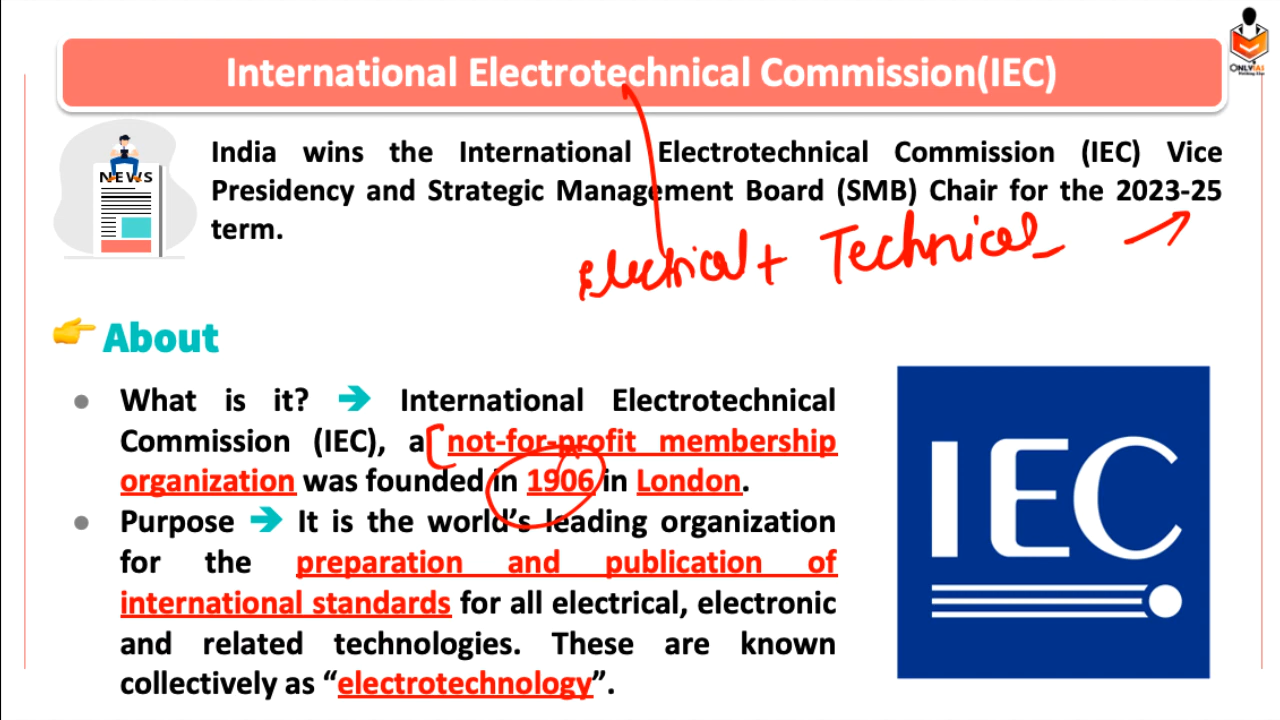 International Electrotechnical Commission(IEC)
ONLYIAS
NEWS
India wins the International Electrotechnical Commission (IEC) Vice
Presidency and Strategic Management Board (SMB) Chair for the 2023-25
term.
Electrical + Technical
About
What is it? ➔ International Electrotechnical
Commission (IEC), a not-for-profit membership
organization was founded in 1906 in London.
Purpose ➔ It is the world's leading organization
for the preparation and publication of
international standards for all electrical, electronic
and related technologies. These are known
collectively as “electrotechnology”.
IEC